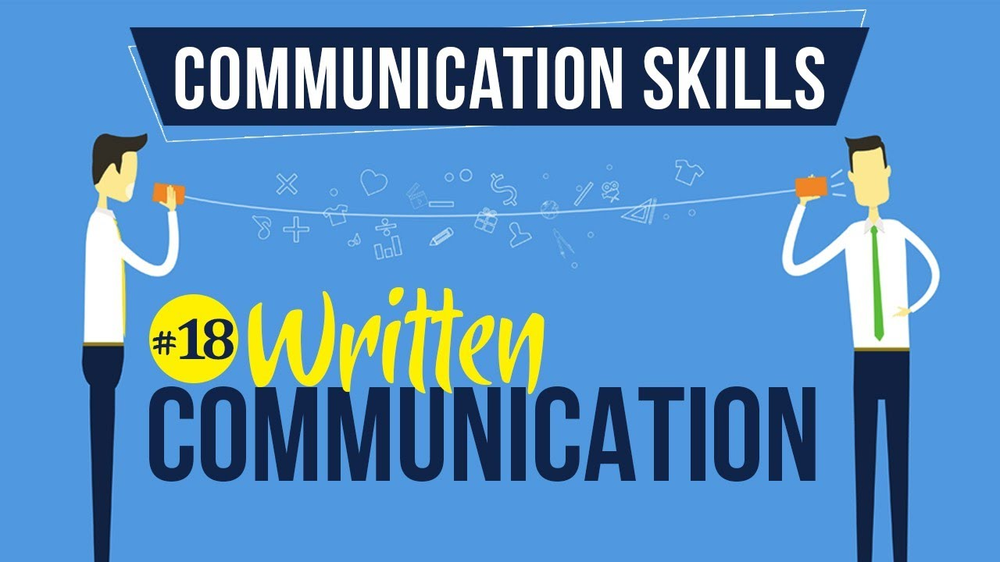 COMMUNICATION SKILLS
#18 Written
COMMUNICATION